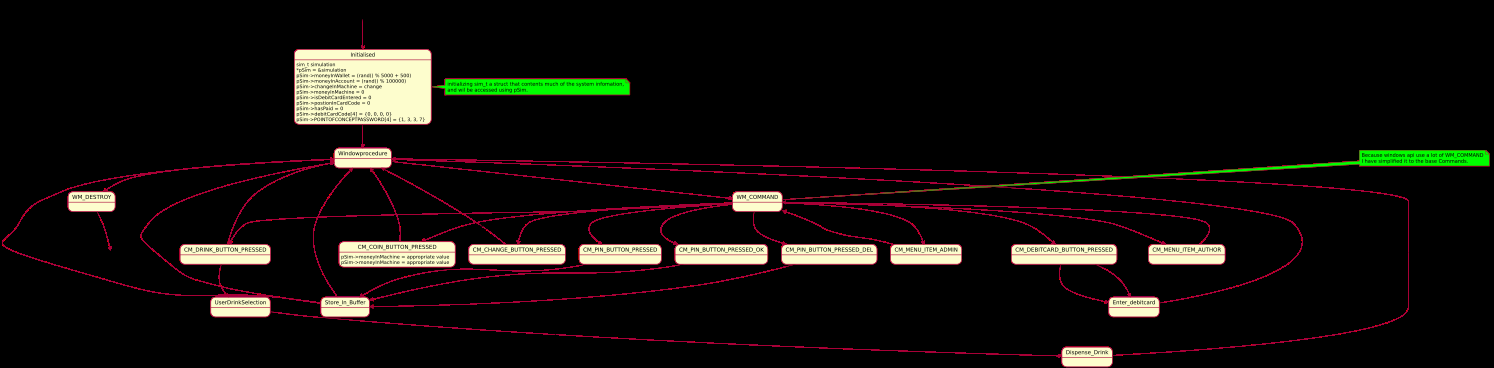 Initialised
sim_t simulation
*pSim = &simulation
pSim->moneyInWallet = (rand() % 5000 + 500)
pSim->moneyInAccount = (rand() % 100000)
pSim->changeInMachine = change
pSim->moneyinMachine = 0
pSim->isDebitCardEntered = 0
pSim->postionInCardCode = 0
pSim->hasPaid = 0
pSim->debitCardCode[4] = {0, 0, 0, 0}
pSim->POINTOFCONCEPTPASSWORD[4] = {1, 3, 3, 7}
initializing sim_t a struct that contents much of the system infomation,
and wil be accessed using pSim.
Windowprocedure
Because windows api use a lot of WM_COMMAND
I have simplified it to the base Commands.
WM_DESTROY
WM_COMMAND
CM_DRINK_BUTTON_PRESSED
CM_COIN_BUTTON_PRESSED
pSim->moneyInMachine = appropriate value
pSim->moneyInMachine = appropriate value
CM_CHANGE_BUTTON_PRESSED
CM_PIN_BUTTON_PRESSED
CM_PIN_BUTTON_PRESSED_OK
CM_PIN_BUTTON_PRESSED_DEL
CM_MENU_ITEM_ADMIN
CM_DEBITCARD_BUTTON_PRESSED
CM_MENU_ITEM_AUTHOR
UserDrinkSelection
Store_In_Buffer
Enter_debitcard
Dispense_Drink